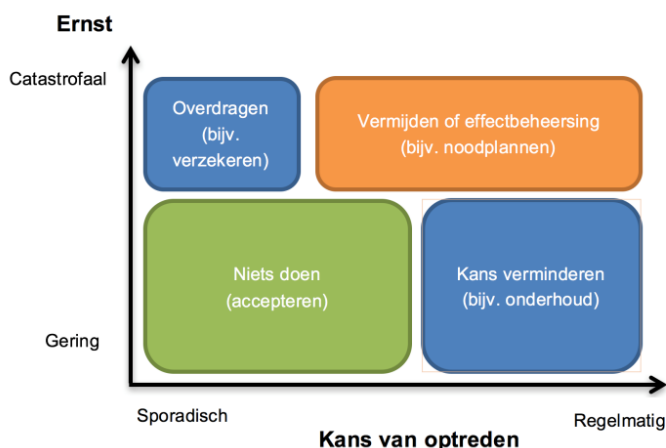 Ernst
Catastrofaal
Overdragen
(bijv.
verzekeren)
Vermijden of effectbeheersing
(bijv. noodplannen)
Niets doen
(accepteren)
Kans verminderen
(bijv. onderhoud)
Gering
Sporadisch
Regelmatig
Kans van optreden